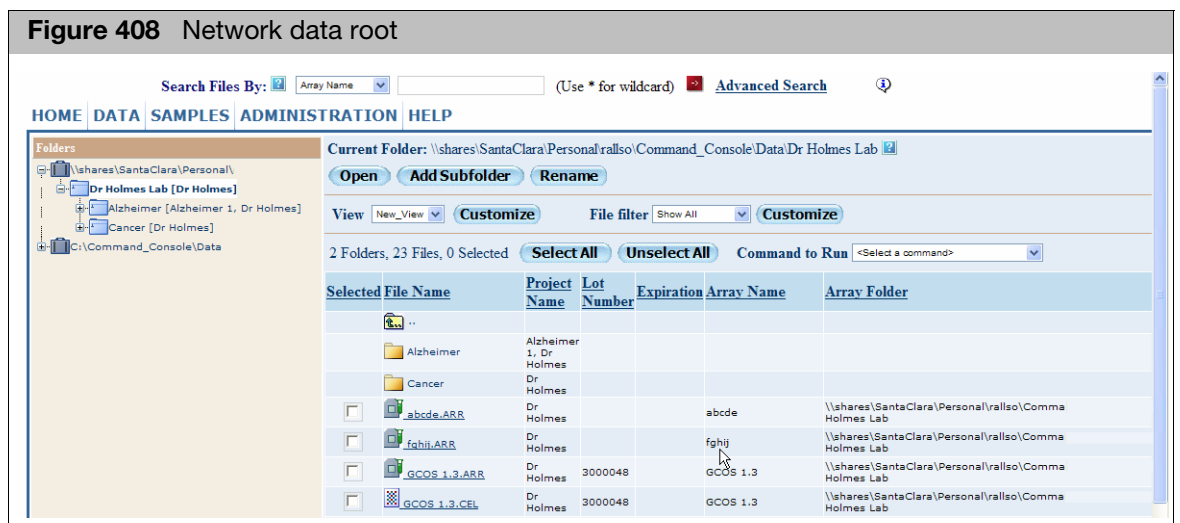 Figure 408 Network data root
Search Files By: ? Array Name (Use * for wildcard) Advanced Search
HOME DATA SAMPLES ADMINISTRATION HELP
Folders
\\shares\SantaClara\Personal\
Dr Holmes Lab [Dr Holmes]
Alzheimer [Alzheimer 1, Dr Holmes]
Cancer [Dr Holmes]
C:\Command_Console\Data
Current Folder: \\shares\SantaClara\Personal\rallso\Command_Console\Data\Dr Holmes Lab ?
Open Add Subfolder Rename
View New_View Customize File filter Show All Customize
2 Folders, 23 Files, 0 Selected Select All Unselect All Command to Run <Select a command>
Selected File Name Project Name Lot Number Expiration Array Name Array Folder
..
Alzheimer Alzheimer 1, Dr Holmes
Cancer Dr Holmes
abcde.ARR Dr Holmes abcde \\shares\SantaClara\Personal\rallso\Comma Holmes Lab
fghij.ARR Dr Holmes fghij \\shares\SantaClara\Personal\rallso\Comma Holmes Lab
GCOS 1.3.ARR Dr Holmes 3000048 GCOS 1.3 \\shares\SantaClara\Personal\rallso\Comma Holmes Lab
GCOS 1.3.CEL Dr Holmes 3000048 GCOS 1.3 \\shares\SantaClara\Personal\rallso\Comma Holmes Lab